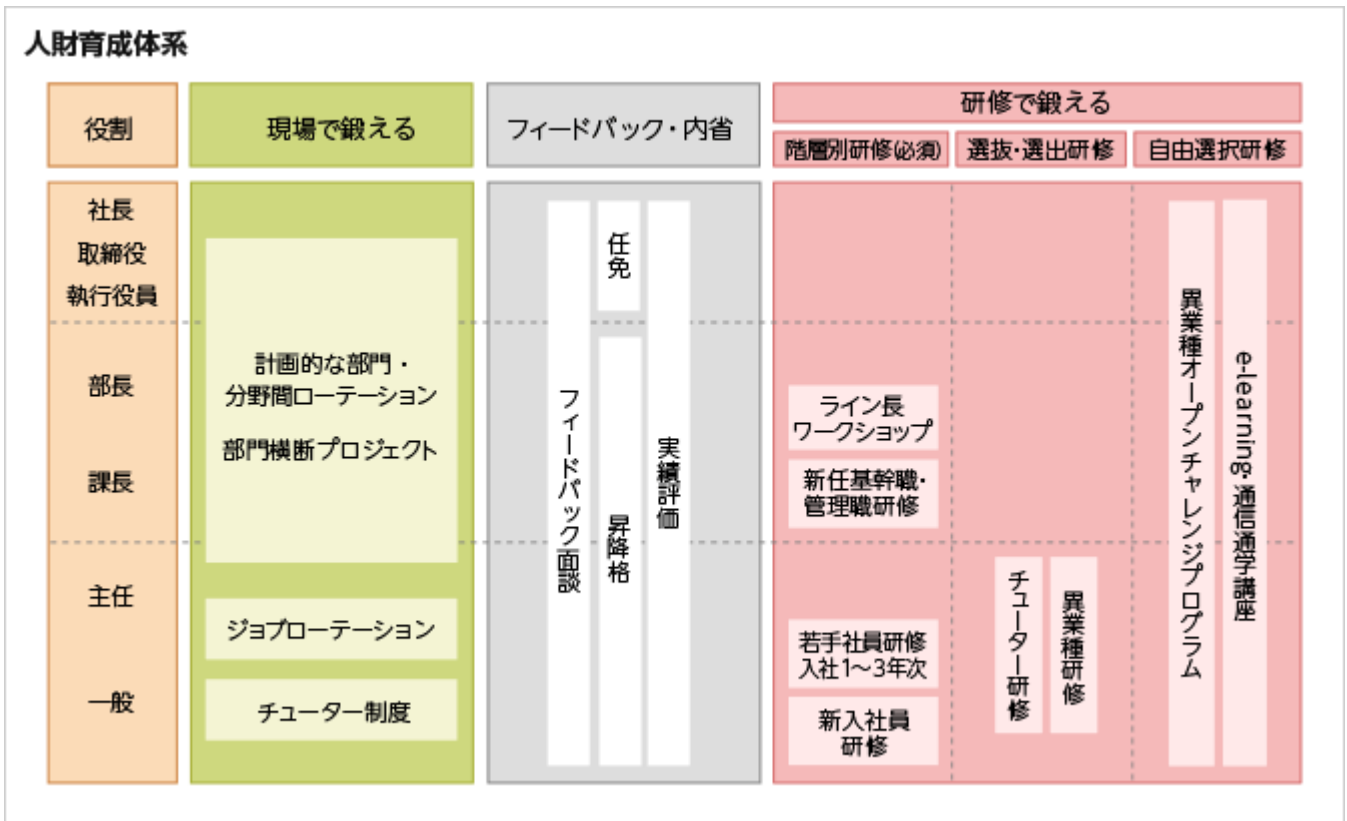 人財育成体系
役割
現場で鍛える
フィードバック・内省
研修で鍛える
階層別研修(必須)
選抜・選出研修
自由選択研修
社長
取締役
執行役員
部長
課長
主任
一般
計画的な部門・
分野間ローテーション
部門横断プロジェクト
ジョブローテーション
チューター制度
フィードバック面談
任免
昇降格
実績評価
ライン長
ワークショップ
新任基幹職・
管理職研修
若手社員研修
入社1〜3年次
新入社員
研修
チューター研修
異業種研修
異業種オープンチャレンジプログラム
e-learning・通信通学講座